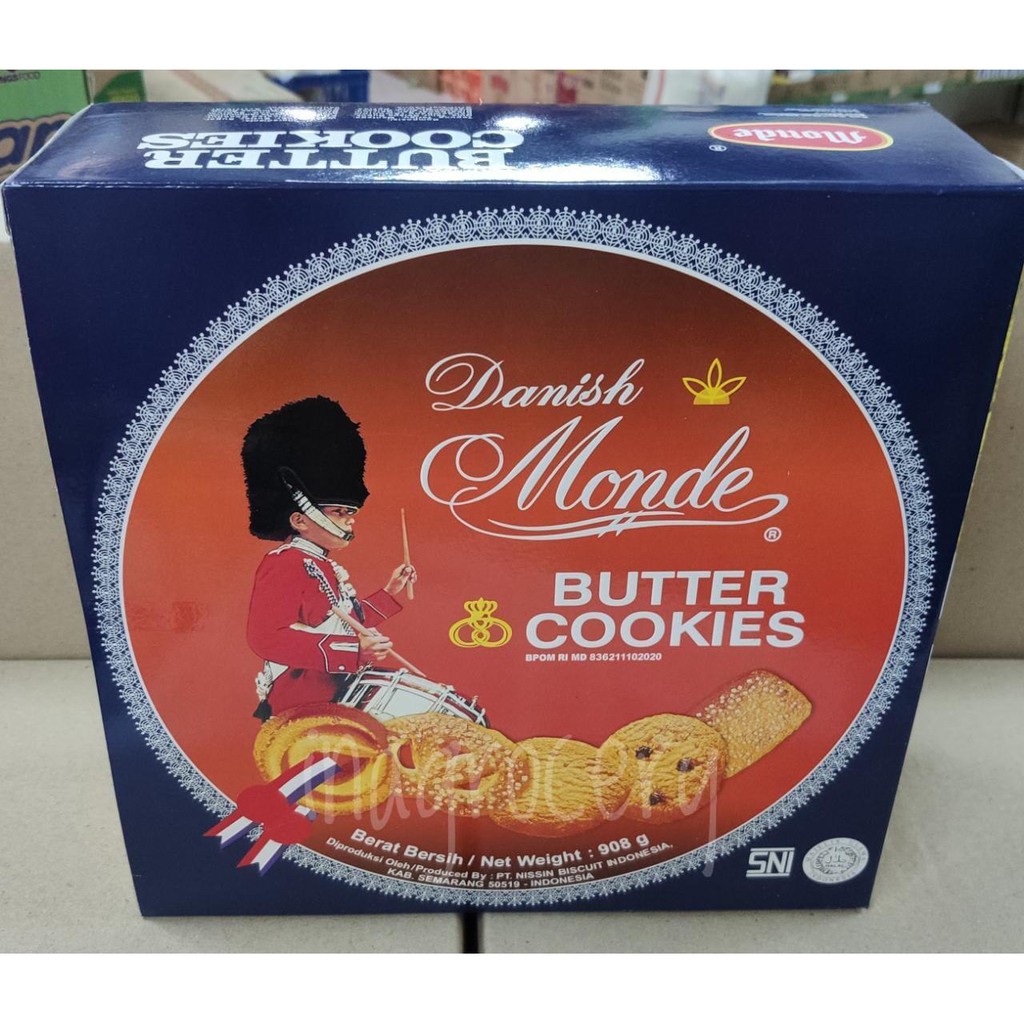 BUTTER
COOKIES
Monde
®
Danish
Monde
®
BUTTER
COOKIES
BPOM RI MD 836211102020
inagrocery
Berat Bersih / Net Weight : 908 g
Diproduksi Oleh/Produced By : PT. NISSIN BISCUIT INDONESIA,
KAB. SEMARANG 50519 - INDONESIA
SNI